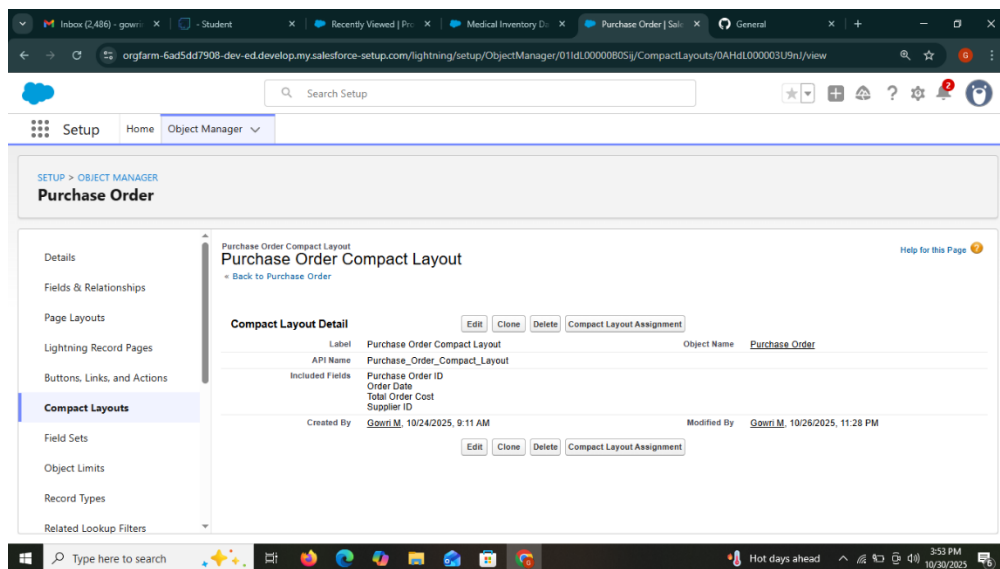 Inbox (2,486) - gowri
- Student
Recently Viewed | Pro
Medical Inventory Da
Purchase Order | Sale
General
orgfarm-6ad5dd7908-dev-ed.develop.my.salesforce-setup.com/lightning/setup/ObjectManager/01IdL00000B0Sij/CompactLayouts/0AHdL000003U9nJ/view
G
Search Setup
2
Setup
Home
Object Manager
SETUP > OBJECT MANAGER
Purchase Order
Details
Fields & Relationships
Page Layouts
Lightning Record Pages
Buttons, Links, and Actions
Compact Layouts
Field Sets
Object Limits
Record Types
Related Lookup Filters
Purchase Order Compact Layout
Purchase Order Compact Layout
« Back to Purchase Order
Help for this Page ?
Compact Layout Detail
Edit Clone Delete Compact Layout Assignment
Label Purchase Order Compact Layout Object Name Purchase Order
API Name Purchase_Order_Compact_Layout
Included Fields Purchase Order ID
Order Date
Total Order Cost
Supplier ID
Created By Gowri M, 10/24/2025, 9:11 AM Modified By Gowri M, 10/26/2025, 11:28 PM
Edit Clone Delete Compact Layout Assignment
Type here to search
Hot days ahead
3:53 PM
10/30/2025
6